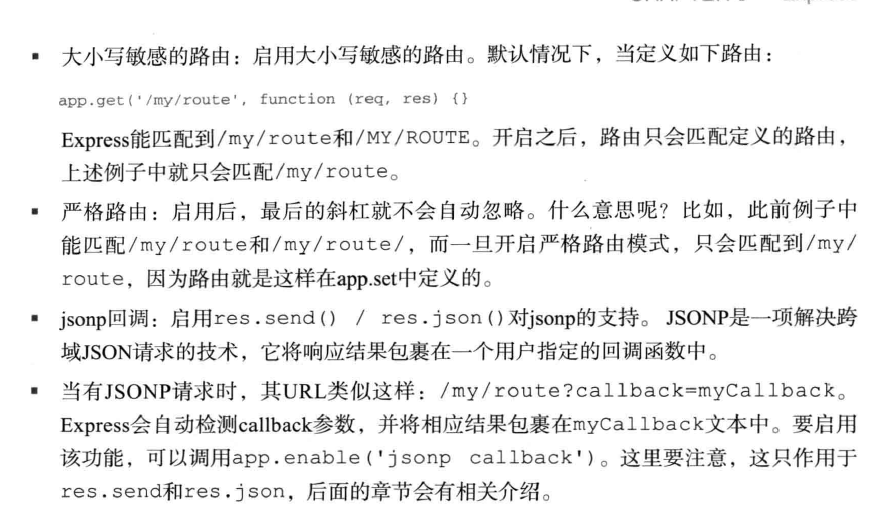 ▪ 大小写敏感的路由：启用大小写敏感的路由。默认情况下，当定义如下路由：
app.get('/my/route', function (req, res) {}
Express能匹配到/my/route和/MY/ROUTE。开启之后，路由只会匹配定义的路由，
上述例子中就只会匹配/my/route。
▪ 严格路由：启用后，最后的斜杠就不会自动忽略。什么意思呢？比如，此前例子中
能匹配/my/route和/my/route/，而一旦开启严格路由模式，只会匹配到/my/
route，因为路由就是这样在app.set中定义的。
▪ jsonp回调：启用res.send() / res.json()对jsonp的支持。 JSONP是一项解决跨
域JSON请求的技术，它将响应结果包裹在一个用户指定的回调函数中。
▪ 当有JSONP请求时，其URL类似这样：/my/route?callback=myCallback。
Express会自动检测callback参数，并将相应结果包裹在myCallback文本中。要启用
该功能，可以调用app.enable('jsonp callback')。这里要注意，这只作用于
res.send和res.json，后面的章节会有相关介绍。